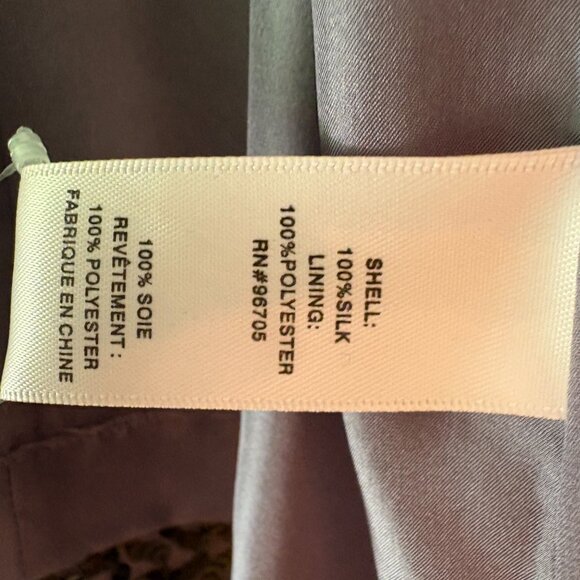 SHELL:
100%SILK
LINING:
100%POLYESTER
RN#96705
100% SOIE
REVÊTEMENT :
100% POLYESTER
FABRIQUE EN CHINE